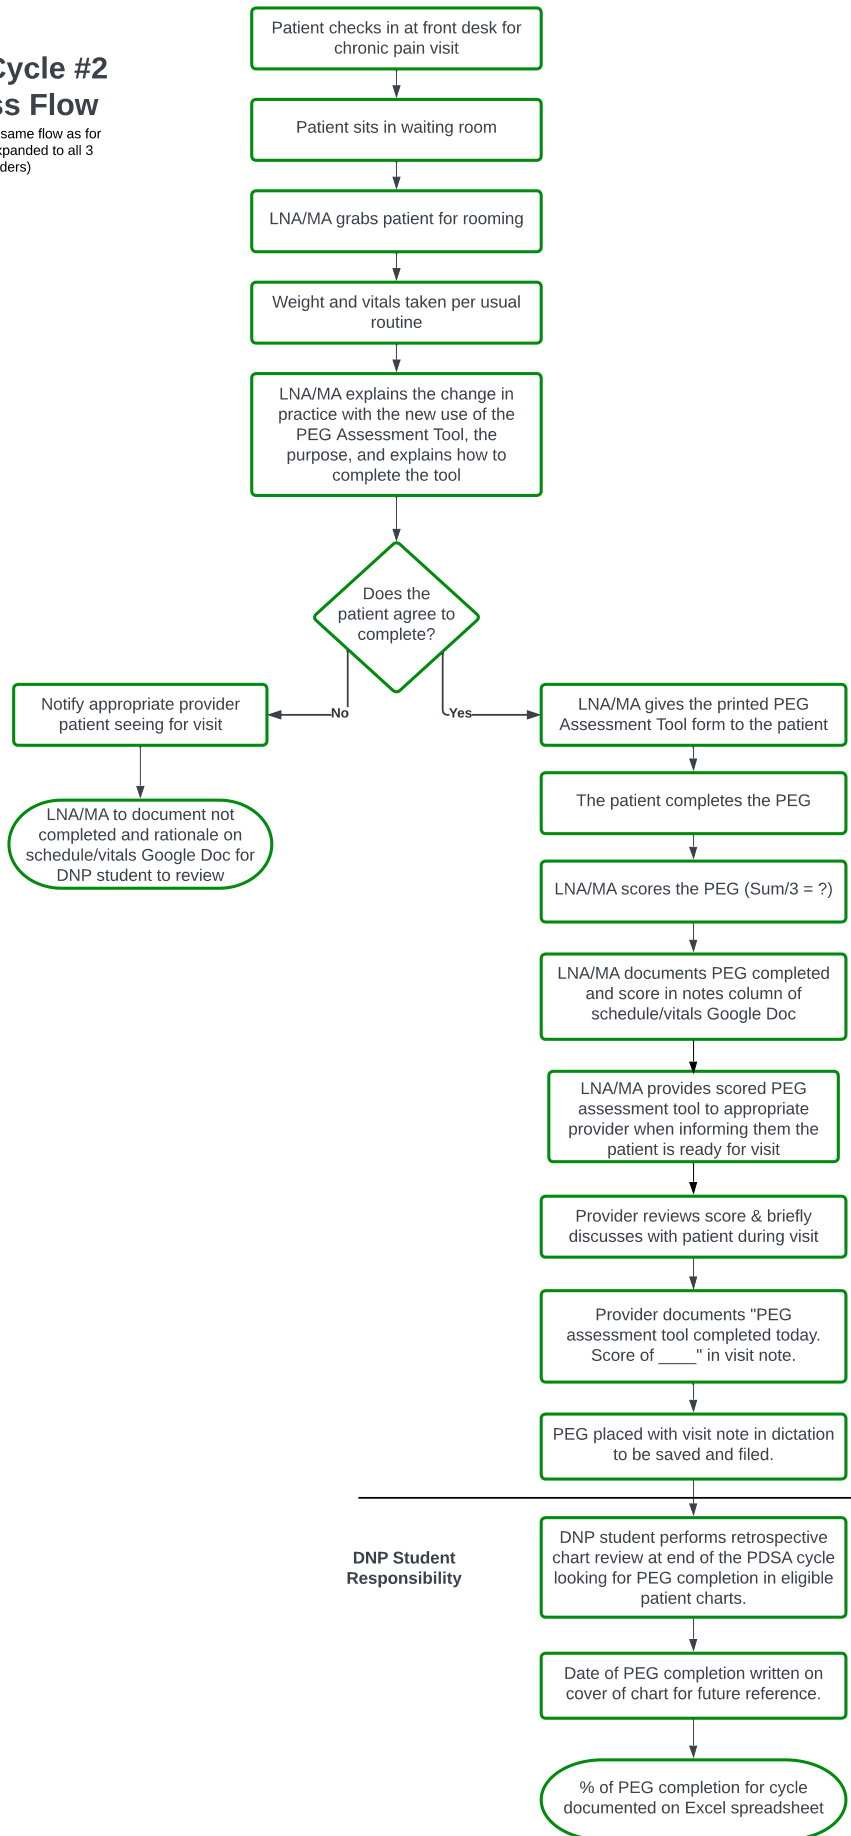 Patient checks in at front desk for
chronic pain visit
Cycle #2
ss Flow
same flow as for
xpanded to all 3
ders)
Patient sits in waiting room
LNA/MA grabs patient for rooming
Weight and vitals taken per usual
routine
LNA/MA explains the change in
practice with the new use of the
PEG Assessment Tool, the
purpose, and explains how to
complete the tool
Does the
patient agree to
complete?
No
Yes
Notify appropriate provider
patient seeing for visit
LNA/MA to document not
completed and rationale on
schedule/vitals Google Doc for
DNP student to review
LNA/MA gives the printed PEG
Assessment Tool form to the patient
The patient completes the PEG
LNA/MA scores the PEG (Sum/3 = ?)
LNA/MA documents PEG completed
and score in notes column of
schedule/vitals Google Doc
LNA/MA provides scored PEG
assessment tool to appropriate
provider when informing them the
patient is ready for visit
Provider reviews score & briefly
discusses with patient during visit
Provider documents "PEG
assessment tool completed today.
Score of ____" in visit note.
PEG placed with visit note in dictation
to be saved and filed.
DNP Student
Responsibility
DNP student performs retrospective
chart review at end of the PDSA cycle
looking for PEG completion in eligible
patient charts.
Date of PEG completion written on
cover of chart for future reference.
% of PEG completion for cycle
documented on Excel spreadsheet